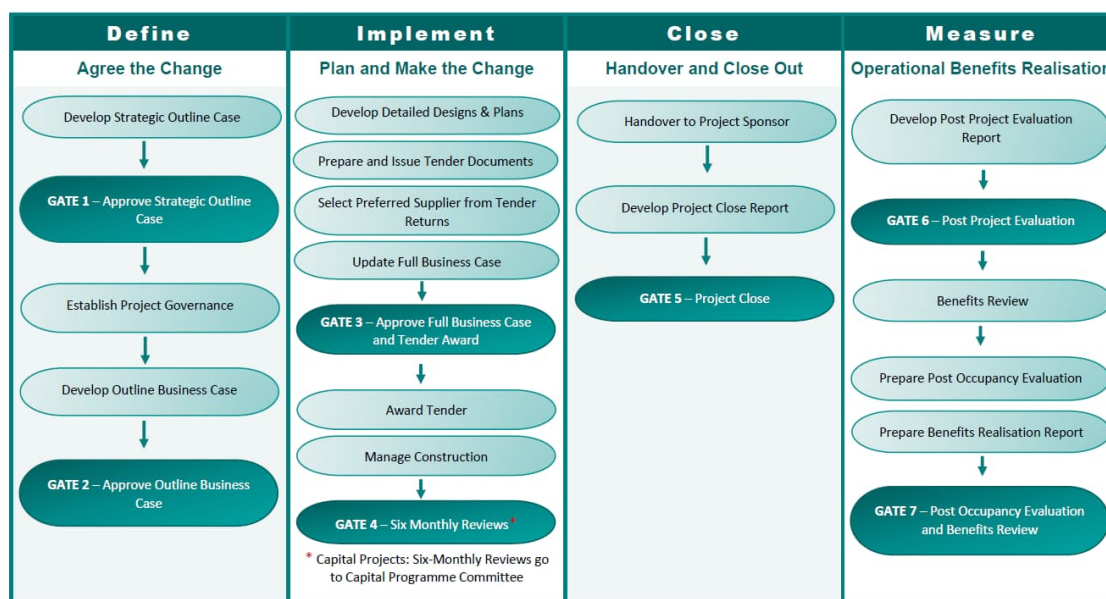 Define
Agree the Change
Develop Strategic Outline Case
GATE 1 – Approve Strategic Outline
Case
Establish Project Governance
Develop Outline Business Case
GATE 2 – Approve Outline Business
Case
Implement
Plan and Make the Change
Develop Detailed Designs & Plans
Prepare and Issue Tender Documents
Select Preferred Supplier from Tender
Returns
Update Full Business Case
GATE 3 – Approve Full Business Case
and Tender Award
Award Tender
Manage Construction
GATE 4 – Six Monthly Reviews*
* Capital Projects: Six-Monthly Reviews go
to Capital Programme Committee
Close
Handover and Close Out
Handover to Project Sponsor
Develop Project Close Report
GATE 5 – Project Close
Measure
Operational Benefits Realisation
Develop Post Project Evaluation
Report
GATE 6 – Post Project Evaluation
Benefits Review
Prepare Post Occupancy Evaluation
Prepare Benefits Realisation Report
GATE 7 – Post Occupancy Evaluation
and Benefits Review